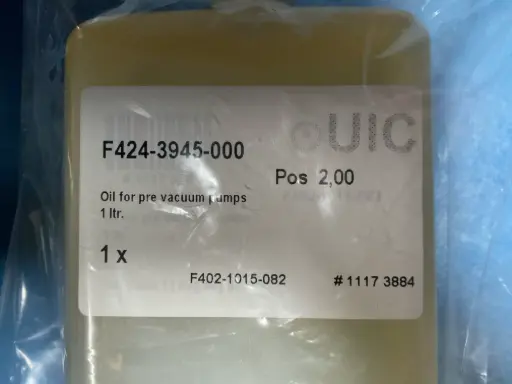 UIC
F424-3945-000
Pos 2,00
Oil for pre vacuum pumps
1 ltr.
1 x
F402-1015-082
# 1117 3884